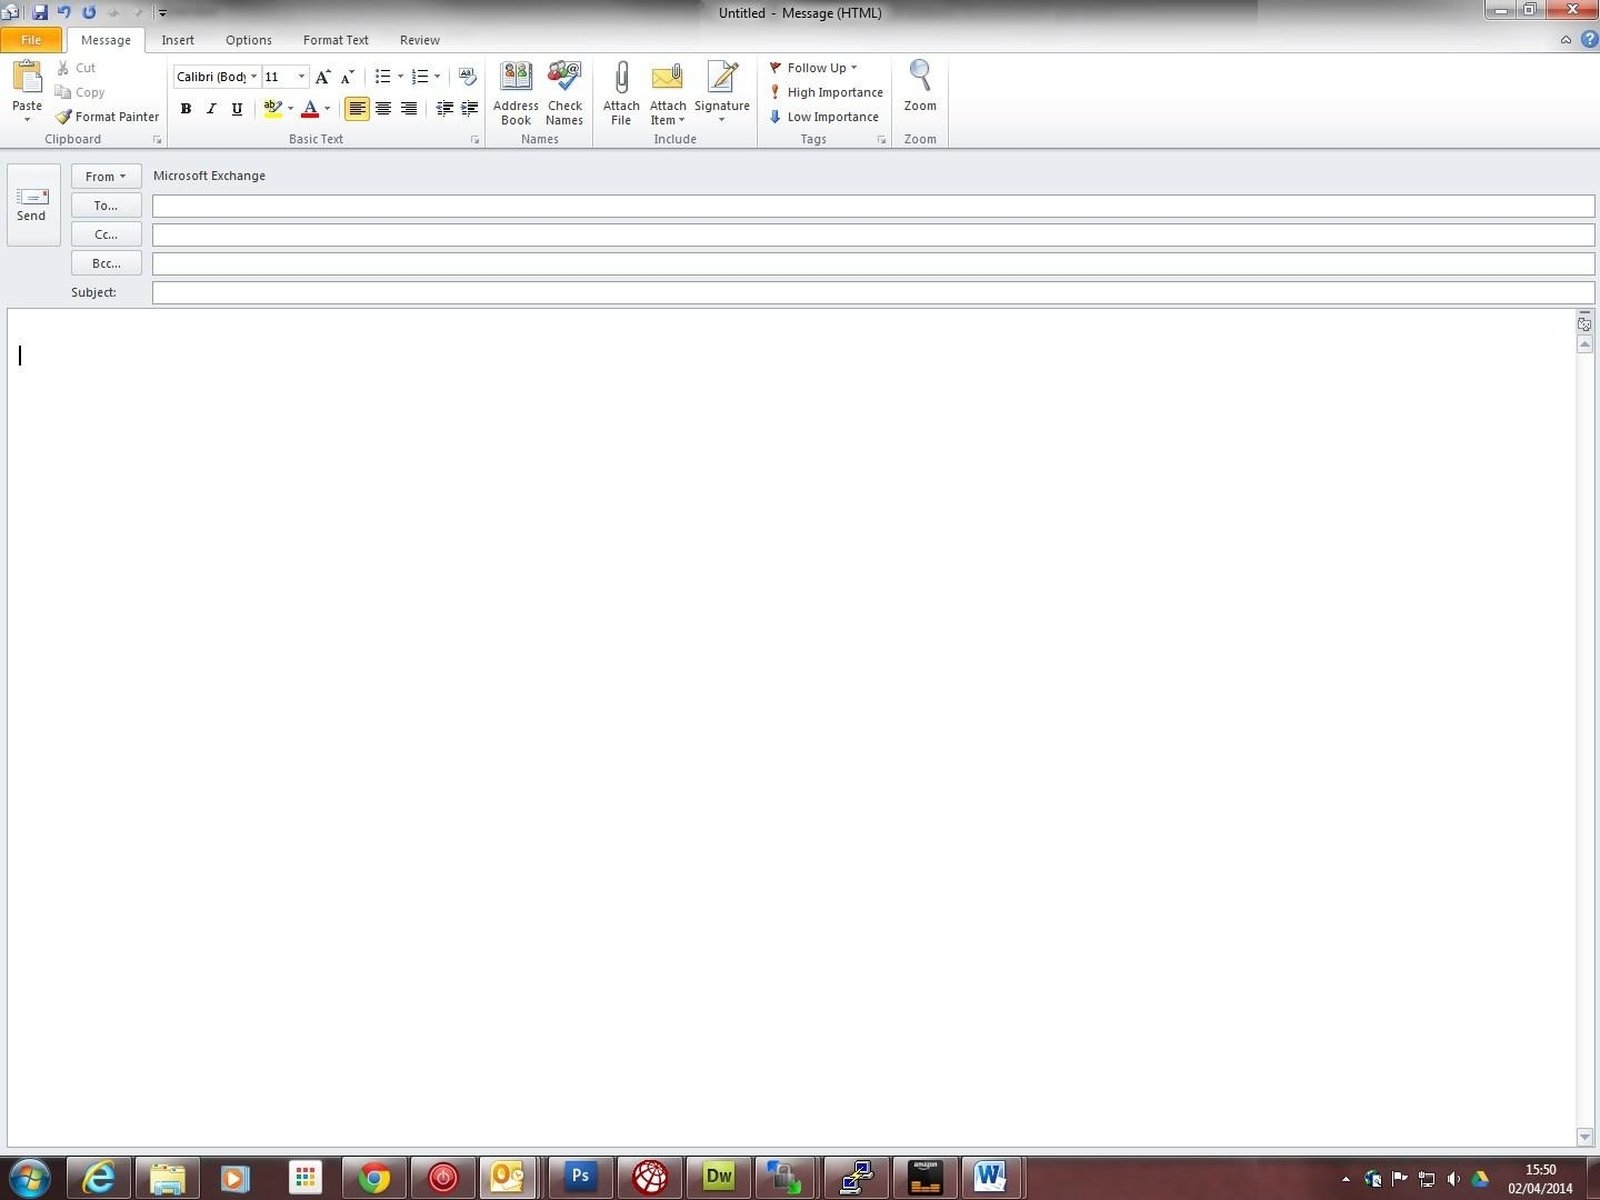 Untitled - Message (HTML)
File Message Insert Options Format Text Review
Paste
Cut
Copy
Format Painter
Clipboard
Calibri (Body 11
B I U
Basic Text
Address Book
Check Names
Names
Attach File
Attach Item
Signature
Include
Follow Up
High Importance
Low Importance
Tags
Zoom
Zoom
Send
From Microsoft Exchange
To...
Cc...
Bcc...
Subject:
Ps
Dw
amazon
W
15:50
02/04/2014